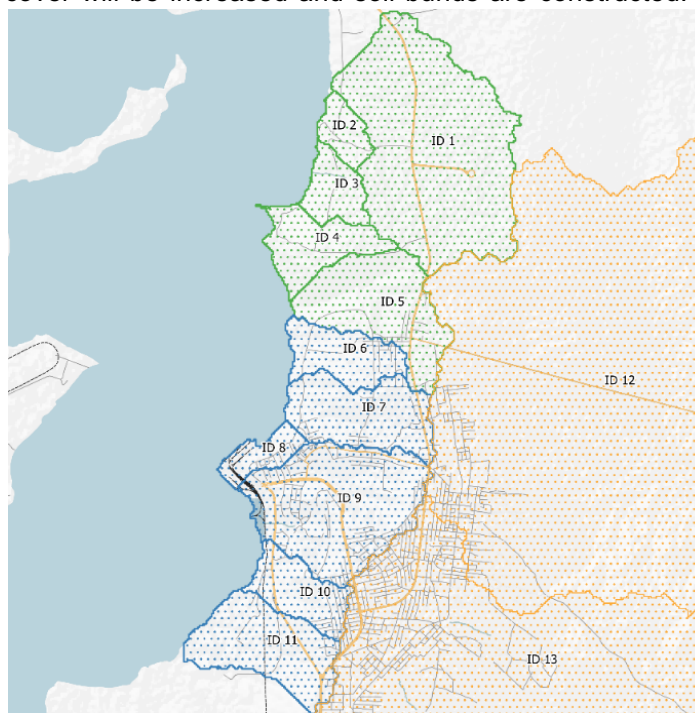 cover will be increased and soil bunds are constructed.
ID 2
ID 1
ID 3
ID 4
ID 5
ID 6
ID 12
ID 7
ID 8
ID 9
ID 10
ID 11
ID 13